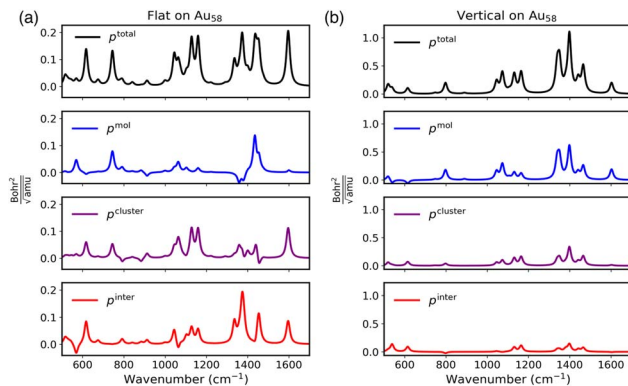 (a) Flat on Au₅₈
0.2
0.1
0.0
pᵗᵒᵗᵃˡ
0.2
0.1
0.0
pᵐᵒˡ
0.2
0.1
0.0
pᶜˡᵘˢᵗᵉʳ
0.2
0.1
0.0
pⁱⁿᵗᵉʳ
Bohr²
√amu
600 800 1000 1200 1400 1600
Wavenumber (cm⁻¹)
(b) Vertical on Au₅₈
1.0
0.5
0.0
pᵗᵒᵗᵃˡ
1.0
0.5
0.0
pᵐᵒˡ
1.0
0.5
0.0
pᶜˡᵘˢᵗᵉʳ
1.0
0.5
0.0
pⁱⁿᵗᵉʳ
Bohr²
√amu
600 800 1000 1200 1400 1600
Wavenumber (cm⁻¹)